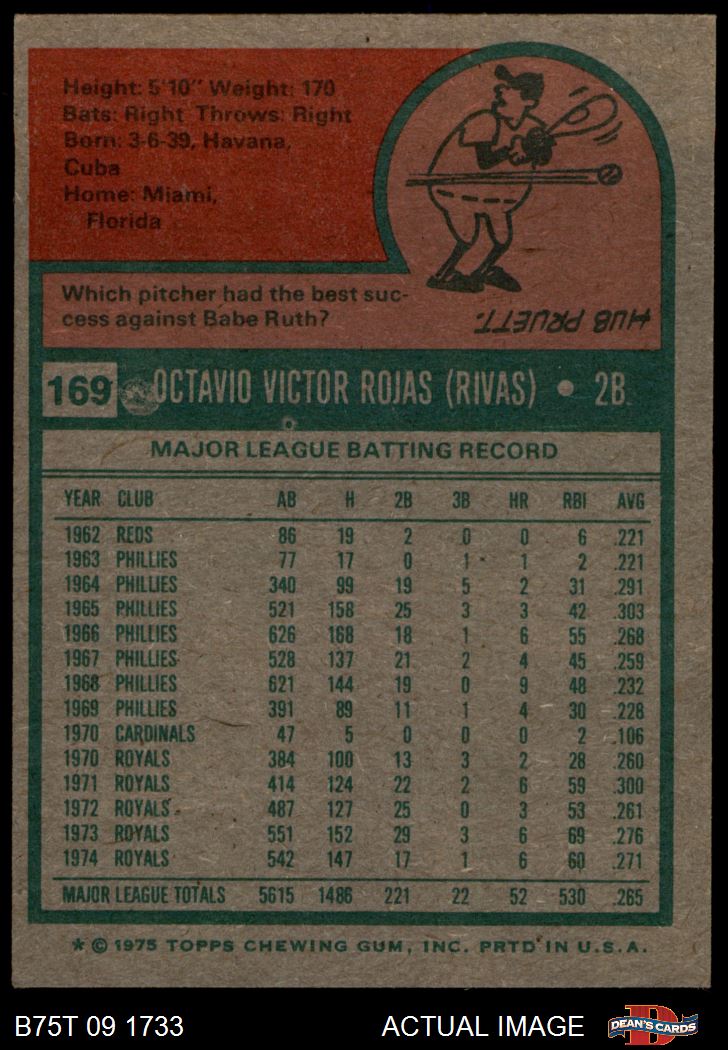 Height: 5'10" Weight: 170
Bats: Right Throws: Right
Born: 3-6-39, Havana,
Cuba
Home: Miami,
Florida
Which pitcher had the best suc-
cess against Babe Ruth?
HUB PRUETT.
169 OCTAVIO VICTOR ROJAS (RIVAS) • 2B
MAJOR LEAGUE BATTING RECORD
YEAR CLUB AB H 2B 3B HR RBI AVG
1962 REDS 86 19 2 0 0 6 .221
1963 PHILLIES 77 17 0 1 1 2 .221
1964 PHILLIES 340 99 19 5 2 31 .291
1965 PHILLIES 521 158 25 3 3 42 .303
1966 PHILLIES 626 168 18 1 6 55 .268
1967 PHILLIES 528 137 21 2 4 45 .259
1968 PHILLIES 621 144 19 0 9 48 .232
1969 PHILLIES 391 89 11 1 4 30 .228
1970 CARDINALS 47 5 0 0 0 2 .106
1970 ROYALS 384 100 13 3 2 28 .260
1971 ROYALS 414 124 22 2 6 59 .300
1972 ROYALS 487 127 25 0 3 53 .261
1973 ROYALS 551 152 29 3 6 69 .276
1974 ROYALS 542 147 17 1 6 60 .271
MAJOR LEAGUE TOTALS 5615 1486 221 22 52 530 .265
* © 1975 TOPPS CHEWING GUM, INC. PRTD IN U.S.A.
B75T 09 1733 ACTUAL IMAGE
DEAN'S CARDS